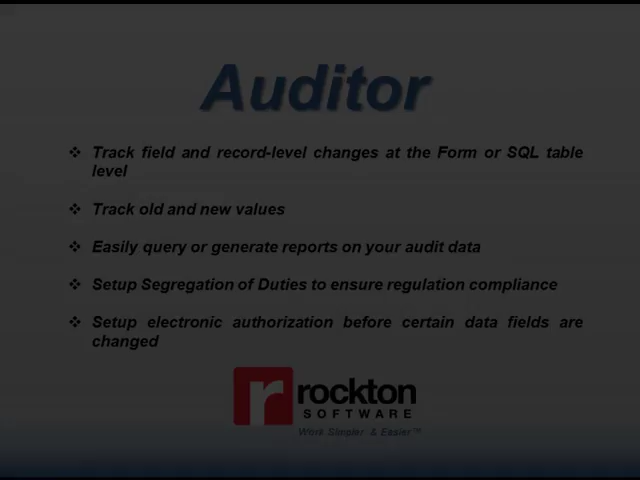 Auditor
❖ Track field and record-level changes at the Form or SQL table
level
❖ Track old and new values
❖ Easily query or generate reports on your audit data
❖ Setup Segregation of Duties to ensure regulation compliance
❖ Setup electronic authorization before certain data fields are
changed
r rockton
SOFTWARE
Work Simpler & Easier™